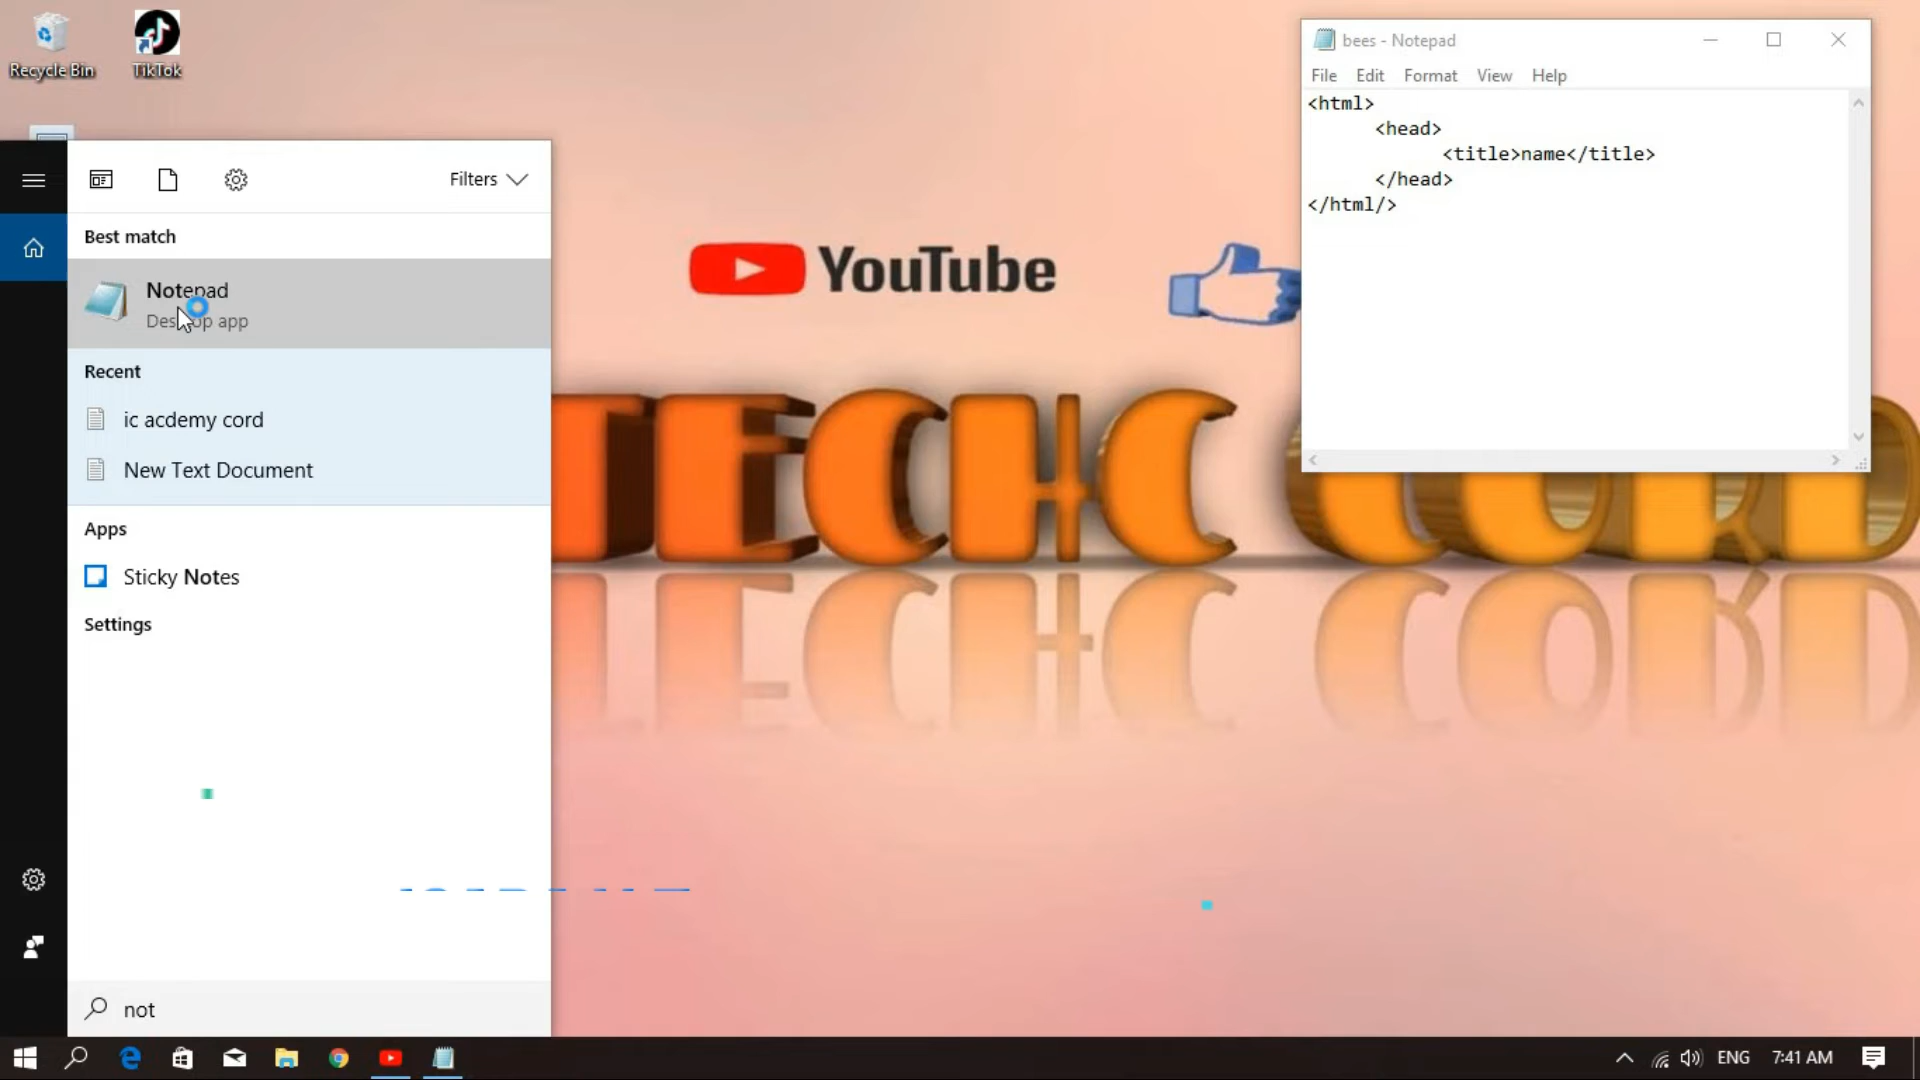 Recycle Bin
TikTok
Filters
Best match
Notepad
Desktop app
Recent
ic acdemy cord
New Text Document
Apps
Sticky Notes
Settings
not
YouTube
TECHC CORD
bees - Notepad
File Edit Format View Help
<html>
<head>
<title>name</title>
</head>
</html/>
ENG
7:41 AM